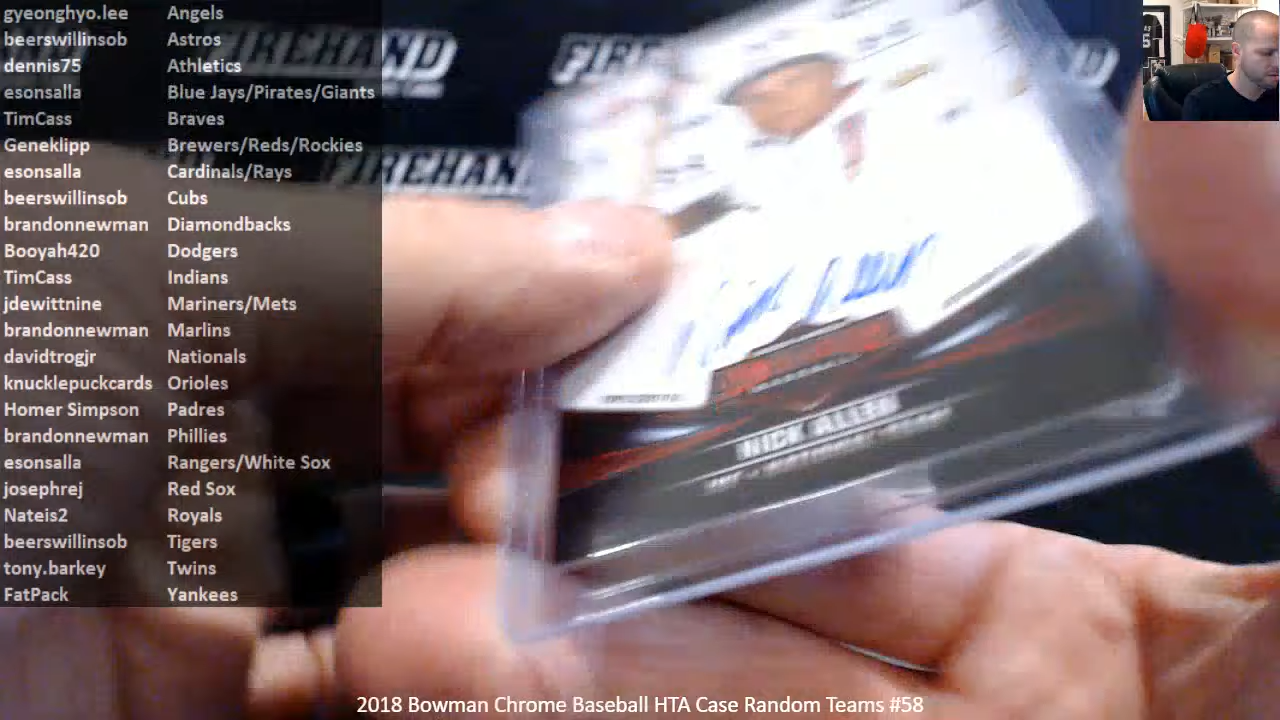 gyeonghyo.lee Angels
beerswillinsob Astros
dennis75 Athletics
esonsalla Blue Jays/Pirates/Giants
TimCass Braves
Geneklipp Brewers/Reds/Rockies
esonsalla Cardinals/Rays
beerswillinsob Cubs
brandonnewman Diamondbacks
Booyah420 Dodgers
TimCass Indians
jdewittnine Mariners/Mets
brandonnewman Marlins
davidtrogjr Nationals
knucklepuckcards Orioles
Homer Simpson Padres
brandonnewman Phillies
esonsalla Rangers/White Sox
josephrej Red Sox
Nateis2 Royals
beerswillinsob Tigers
tony.barkey Twins
FatPack Yankees
FIREHAND
FIREHAN
NICK ALLEN
2018 Bowman Chrome Baseball HTA Case Random Teams #58